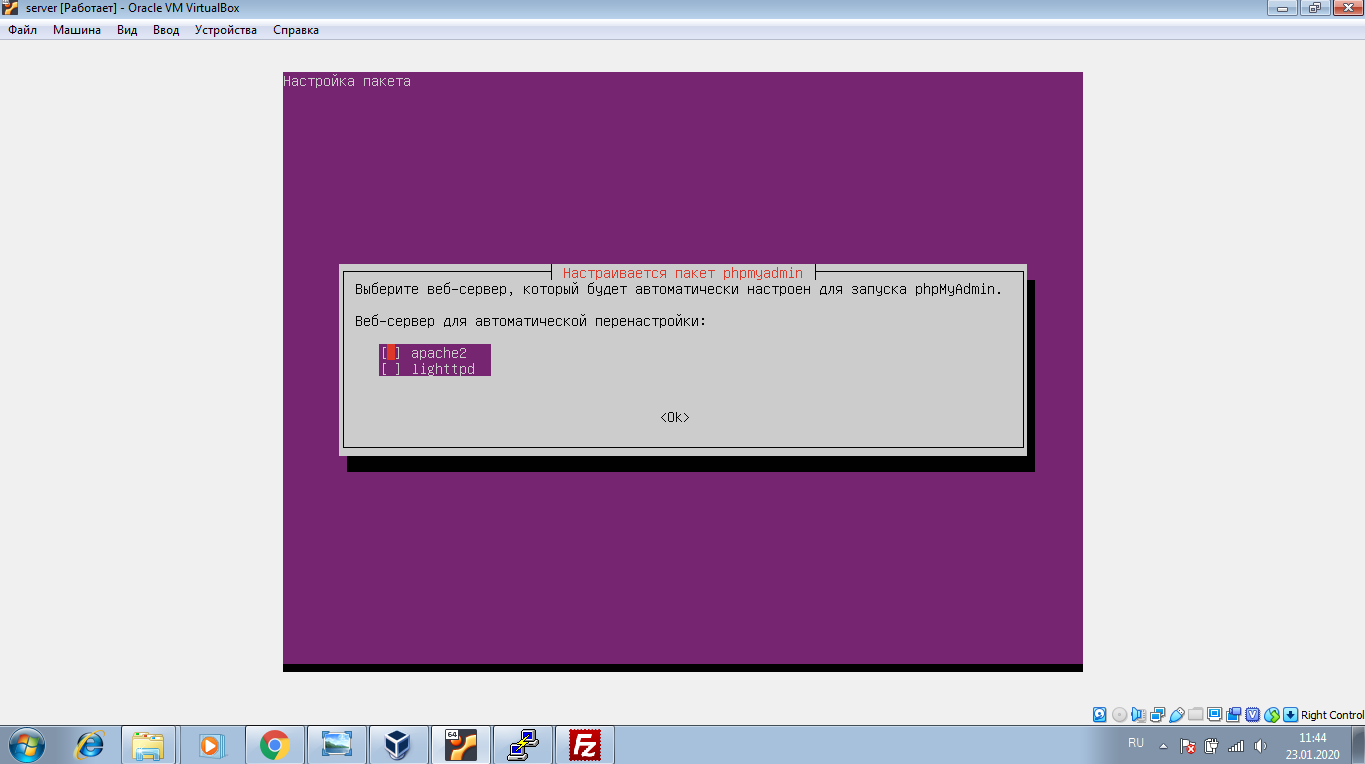 server [Работает] - Oracle VM VirtualBox
Файл Машина Вид Ввод Устройства Справка
Настройка пакета
Настраивается пакет phpmyadmin
Выберите веб-сервер, который будет автоматически настроен для запуска phpMyAdmin.
Веб-сервер для автоматической перенастройки:
[ ] apache2
[ ] lighttpd
<Ok>
Right Control
64
Fz
RU
11:44
23.01.2020